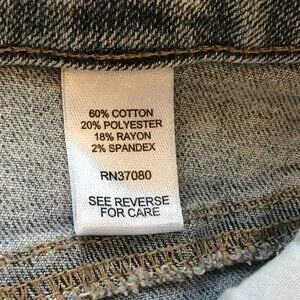 60% COTTON
20% POLYESTER
18% RAYON
2% SPANDEX
RN37080
SEE REVERSE
FOR CARE